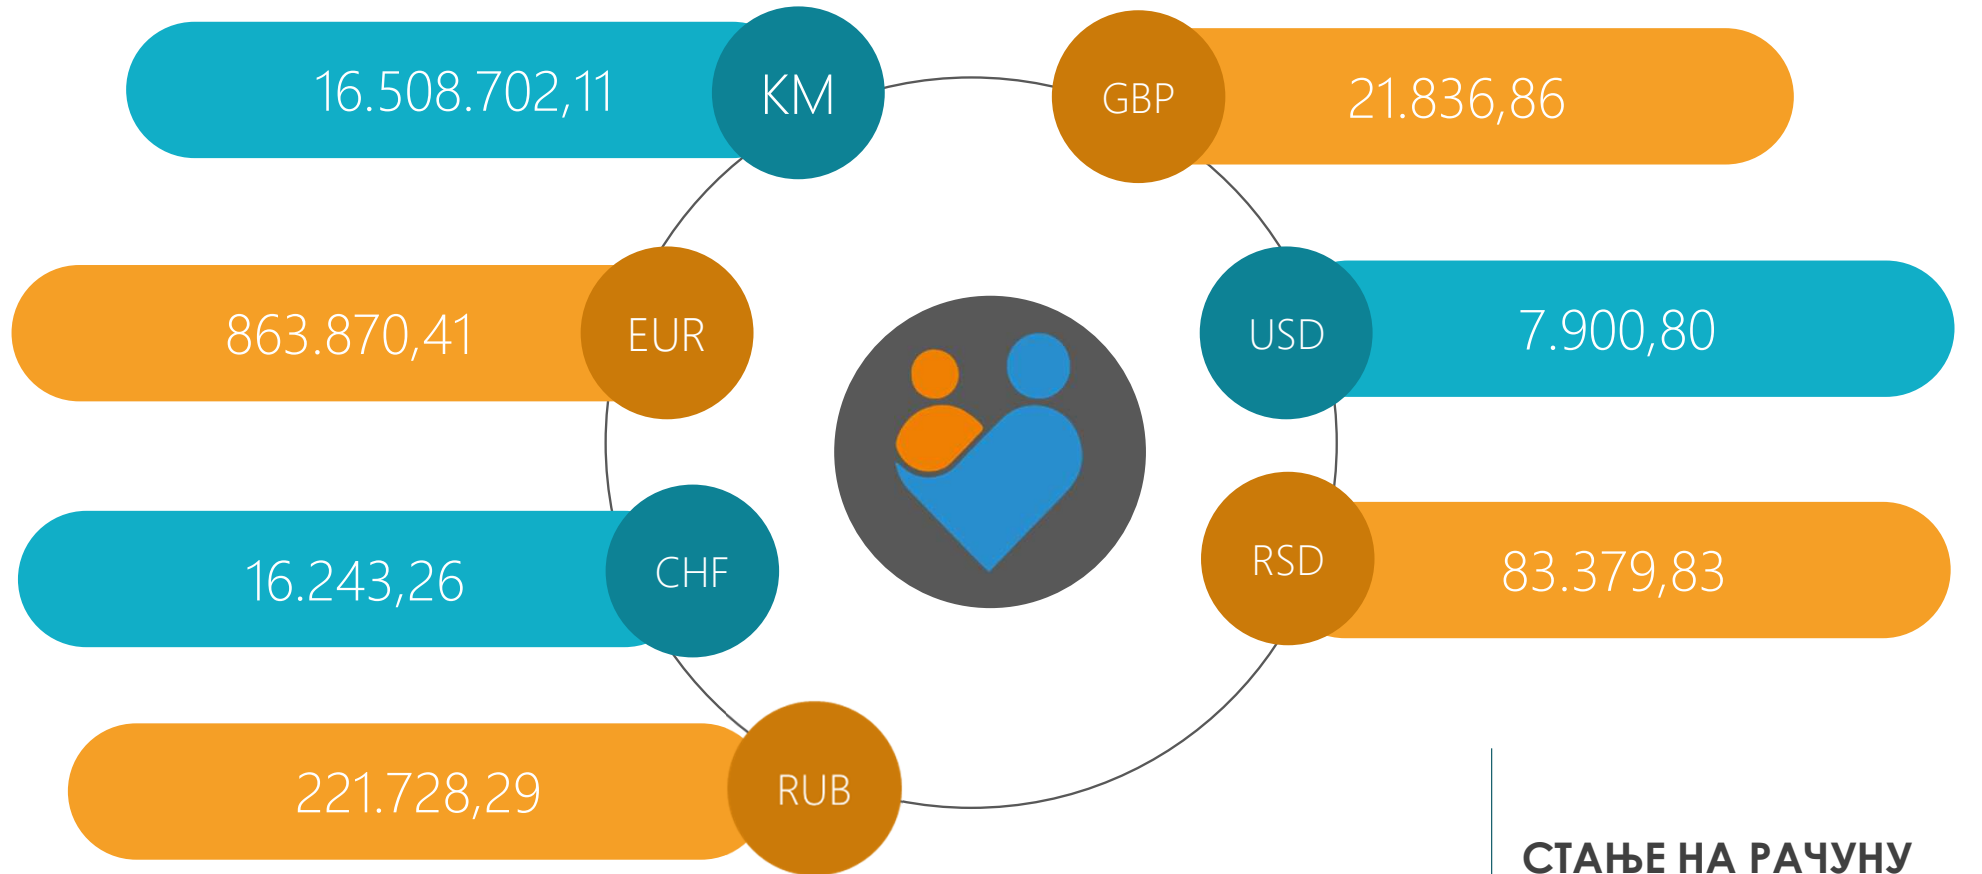 16.508.702,11 KM
GBP 21.836,86
863.870,41 EUR
USD 7.900,80
16.243,26 CHF
RSD 83.379,83
221.728,29 RUB
СТАЊЕ НА РАЧУНУ